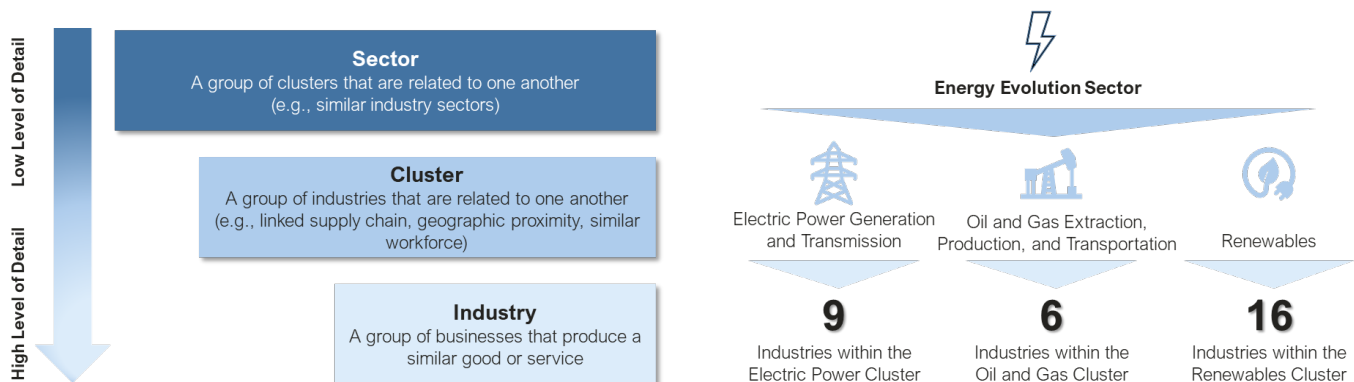 Low Level of Detail
High Level of Detail
Sector
A group of clusters that are related to one another
(e.g., similar industry sectors)
Cluster
A group of industries that are related to one another
(e.g., linked supply chain, geographic proximity, similar
workforce)
Industry
A group of businesses that produce a
similar good or service
Energy Evolution Sector
Electric Power Generation
and Transmission
Oil and Gas Extraction,
Production, and Transportation
Renewables
9
Industries within the
Electric Power Cluster
6
Industries within the
Oil and Gas Cluster
16
Industries within the
Renewables Cluster